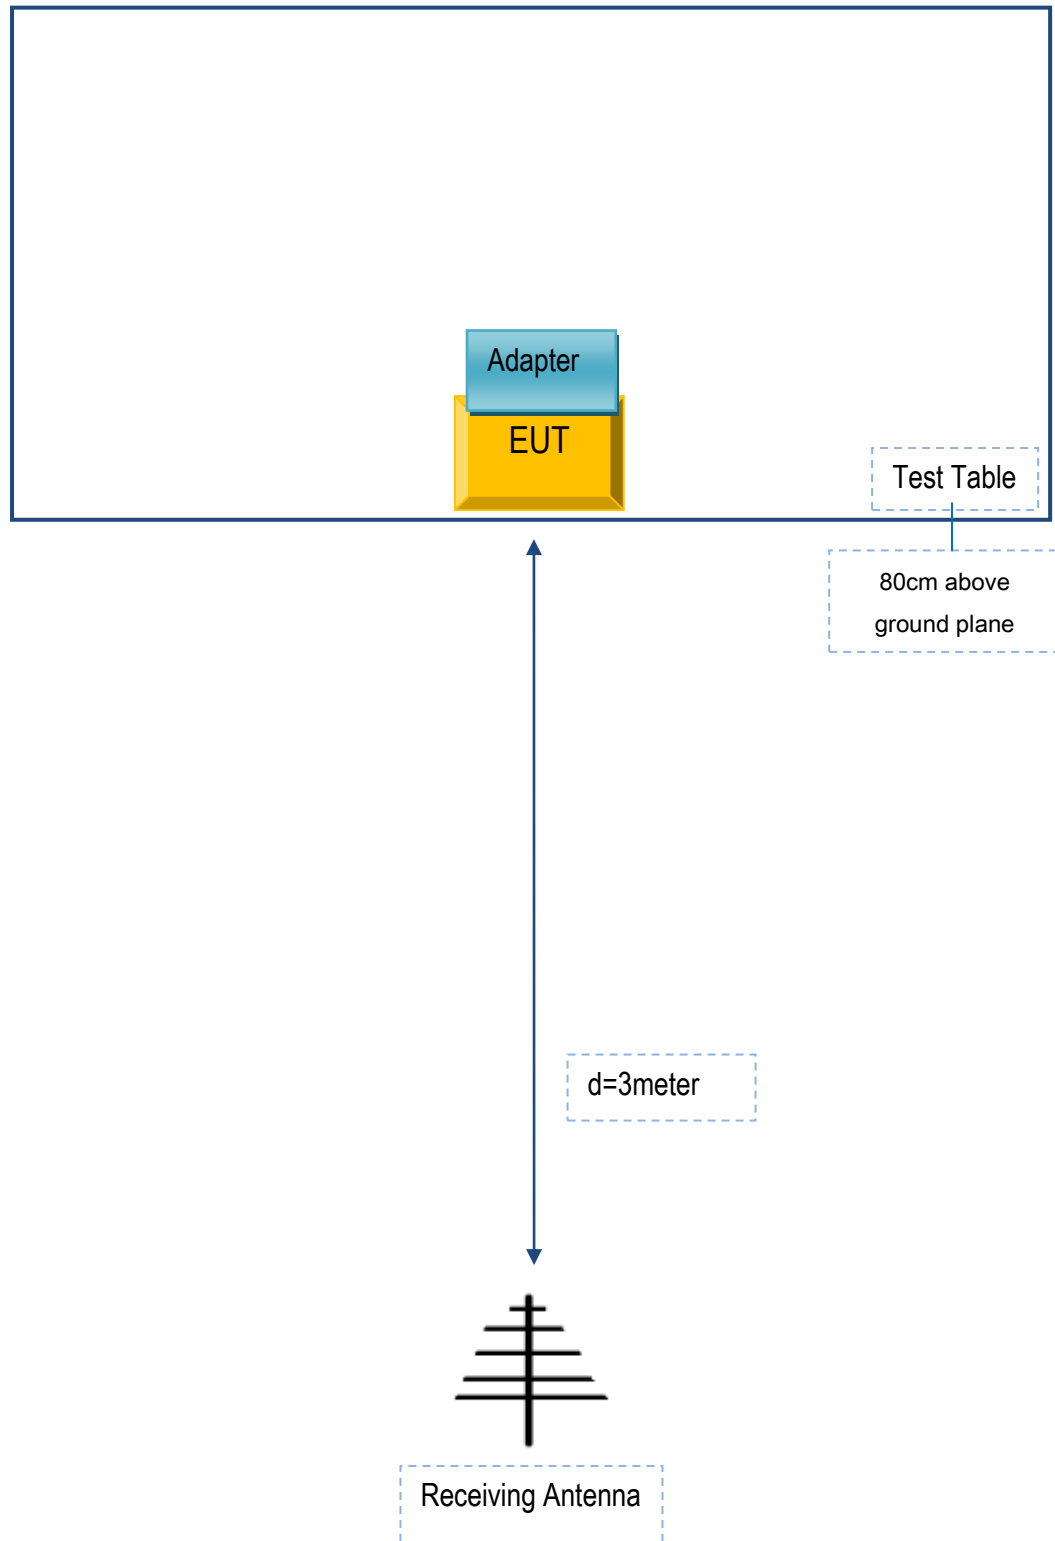 Adapter
EUT
Test Table
80cm above
ground plane
d=3meter
Receiving Antenna